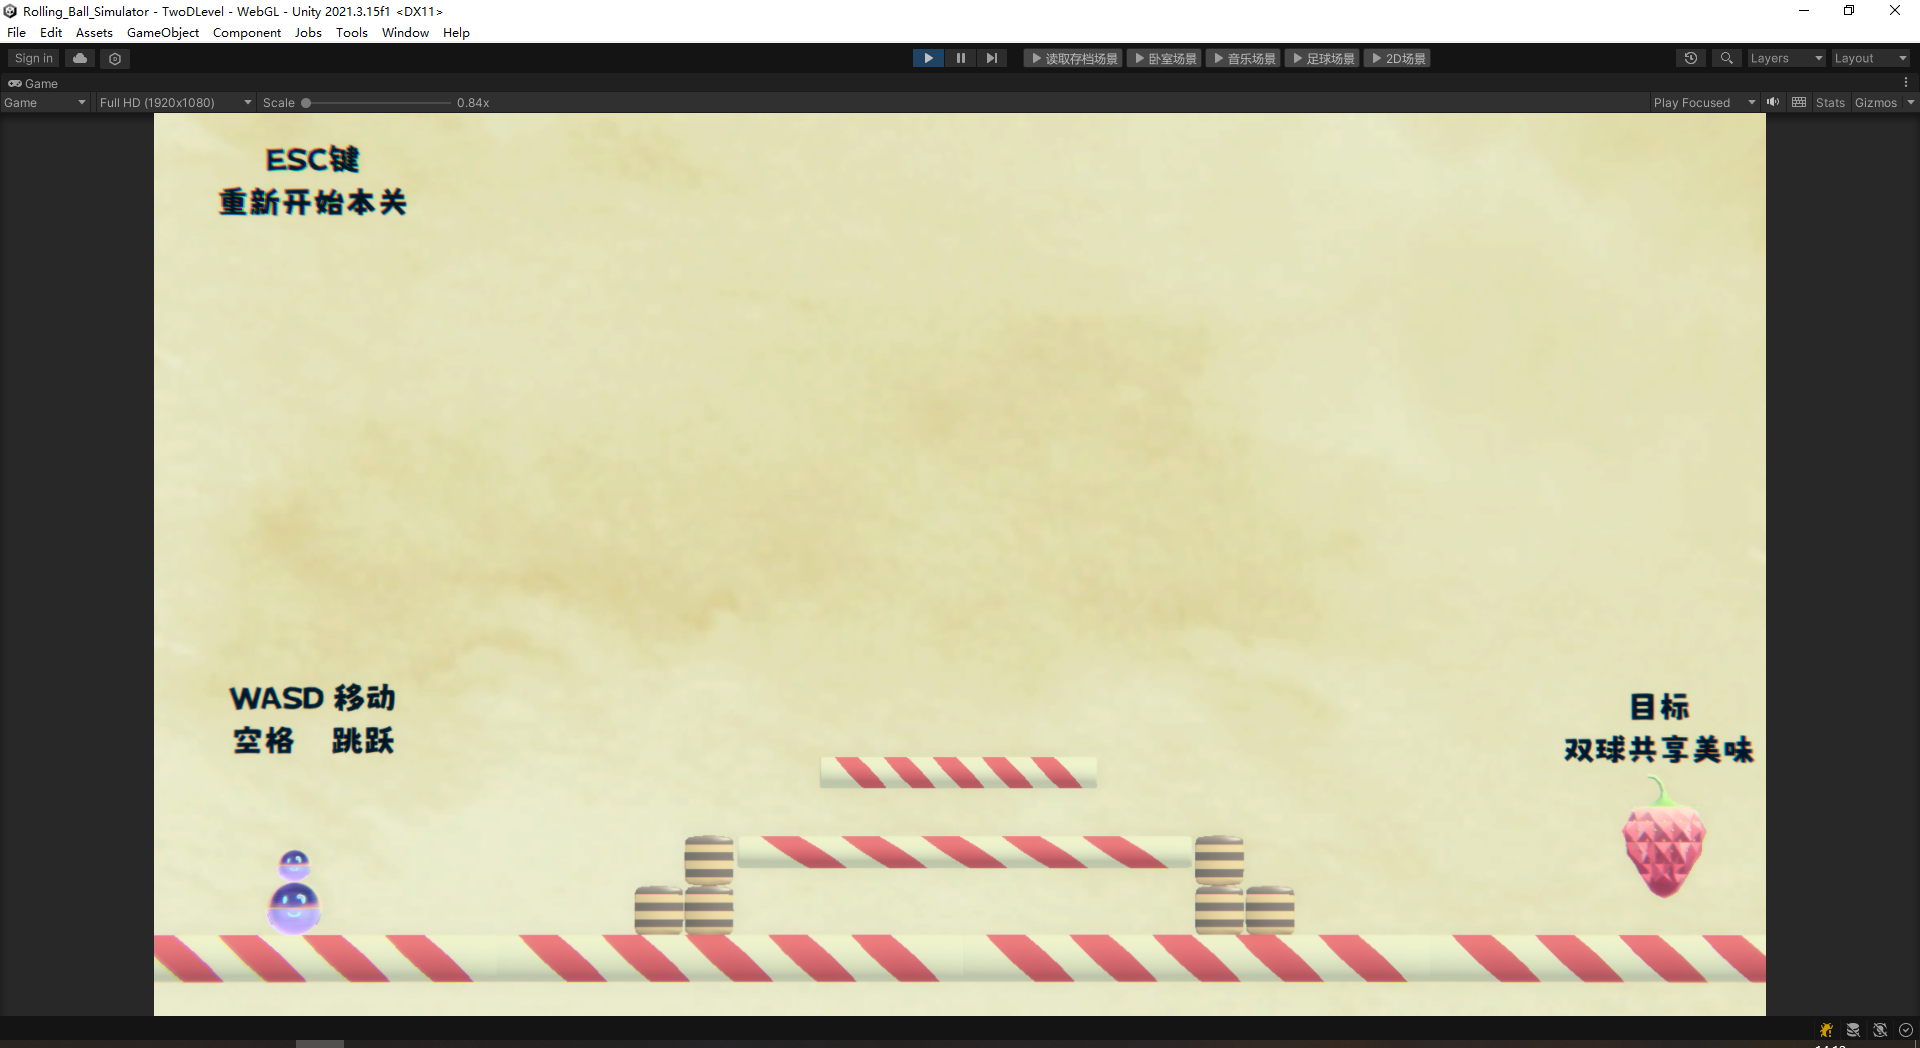 Rolling_Ball_Simulator - TwoDLevel - WebGL - Unity 2021.3.15f1 <DX11>
File Edit Assets GameObject Component Jobs Tools Window Help
Sign in 读取存档场景 卧室场景 音乐场景 足球场景 2D场景 Layers Layout
Game
Game Full HD (1920x1080) Scale 0.84x Play Focused Stats Gizmos
ESC键
重新开始本关
WASD 移动
空格 跳跃
目标
双球共享美味